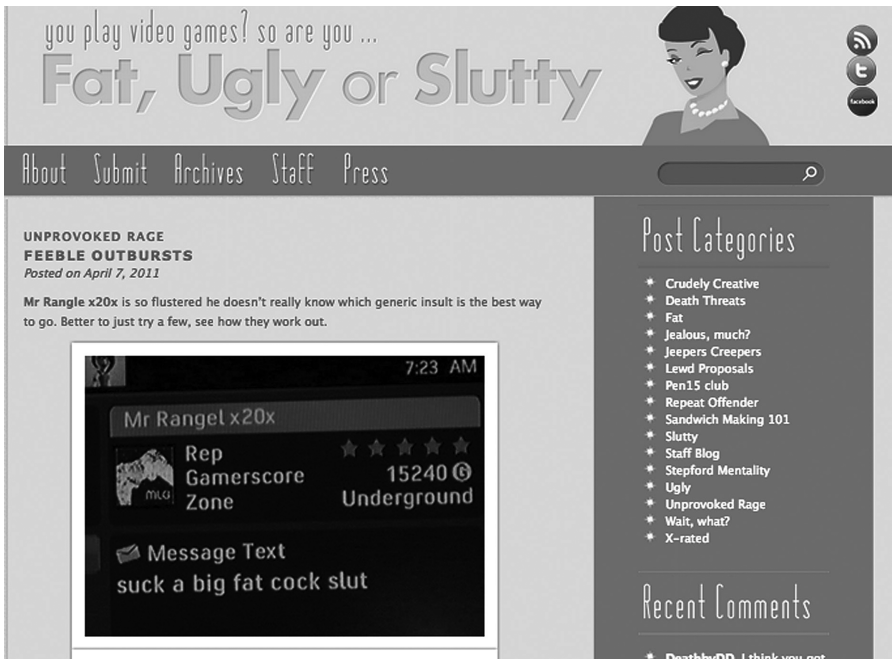 you play video games? so are you ...
Fat, Ugly or Slutty
facebook
About Submit Archives Staff Press
UNPROVOKED RAGE
FEEBLE OUTBURSTS
Posted on April 7, 2011
Mr Rangle x20x is so flustered he doesn't really know which generic insult is the best way
to go. Better to just try a few, see how they work out.
7:23 AM
Mr Rangel x20x
MLG
Rep
Gamerscore 15240 G
Zone Underground
Message Text
suck a big fat cock slut
Post Categories
Crudely Creative
Death Threats
Fat
Jealous, much?
Jeepers Creepers
Lewd Proposals
Pen15 club
Repeat Offender
Sandwich Making 101
Slutty
Staff Blog
Stepford Mentality
Ugly
Unprovoked Rage
Wait, what?
X-rated
Recent Comments
DeathbyDD. I think you got